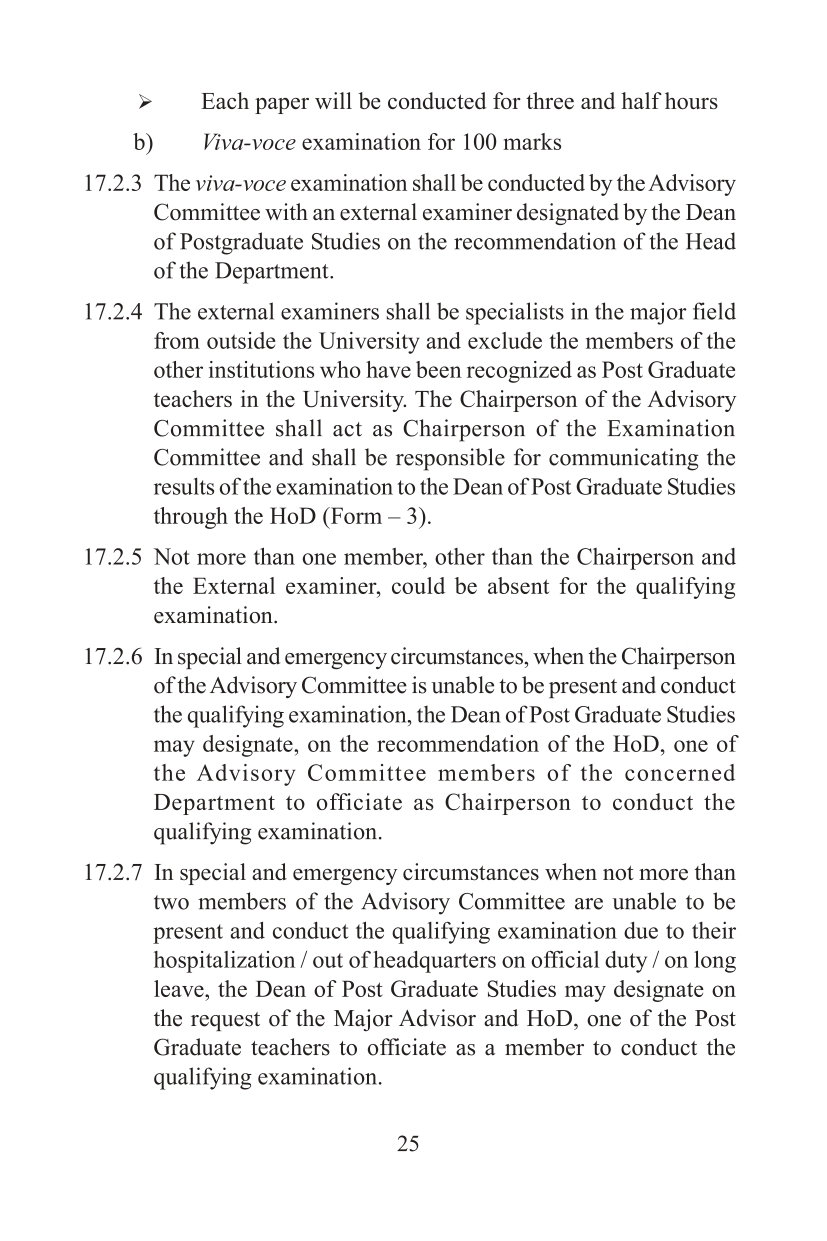 ➢ Each paper will be conducted for three and half hours
b) Viva-voce examination for 100 marks
17.2.3 The viva-voce examination shall be conducted by the Advisory
Committee with an external examiner designated by the Dean
of Postgraduate Studies on the recommendation of the Head
of the Department.
17.2.4 The external examiners shall be specialists in the major field
from outside the University and exclude the members of the
other institutions who have been recognized as Post Graduate
teachers in the University. The Chairperson of the Advisory
Committee shall act as Chairperson of the Examination
Committee and shall be responsible for communicating the
results of the examination to the Dean of Post Graduate Studies
through the HoD (Form – 3).
17.2.5 Not more than one member, other than the Chairperson and
the External examiner, could be absent for the qualifying
examination.
17.2.6 In special and emergency circumstances, when the Chairperson
of the Advisory Committee is unable to be present and conduct
the qualifying examination, the Dean of Post Graduate Studies
may designate, on the recommendation of the HoD, one of
the Advisory Committee members of the concerned
Department to officiate as Chairperson to conduct the
qualifying examination.
17.2.7 In special and emergency circumstances when not more than
two members of the Advisory Committee are unable to be
present and conduct the qualifying examination due to their
hospitalization / out of headquarters on official duty / on long
leave, the Dean of Post Graduate Studies may designate on
the request of the Major Advisor and HoD, one of the Post
Graduate teachers to officiate as a member to conduct the
qualifying examination.
25